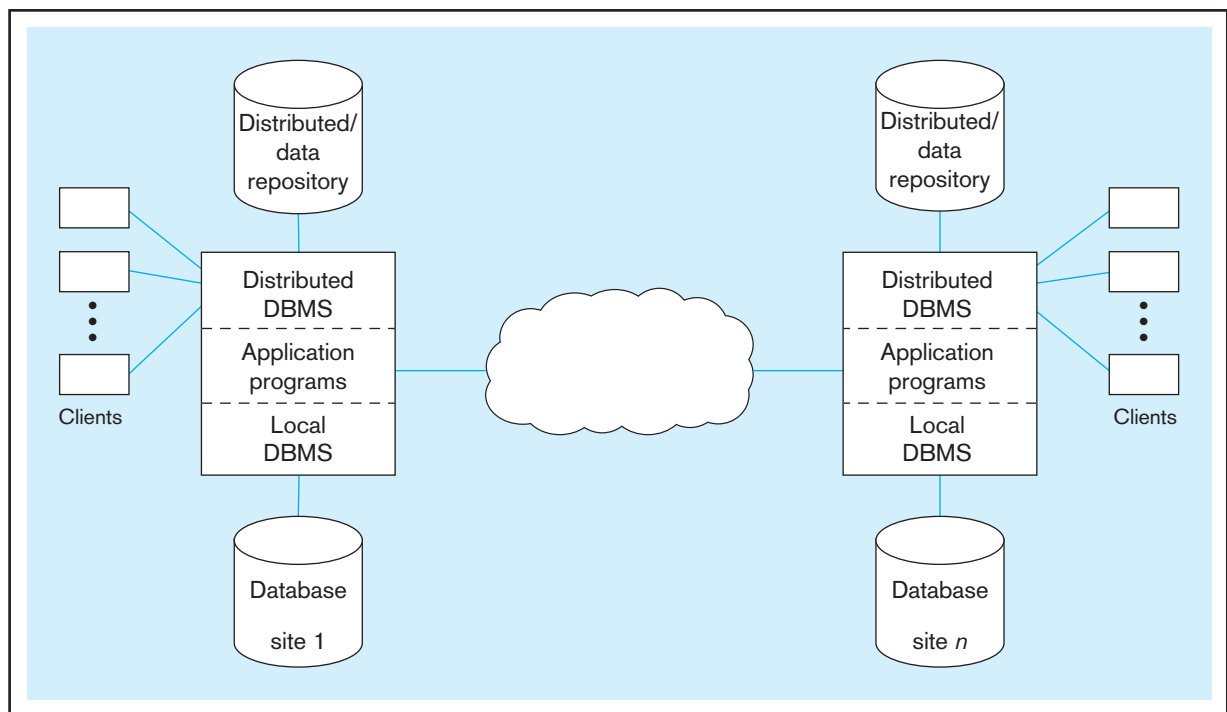 Distributed/
data
repository
Distributed
DBMS
Application
programs
Local
DBMS
Clients
Database
site 1
Distributed/
data
repository
Distributed
DBMS
Application
programs
Local
DBMS
Clients
Database
site n